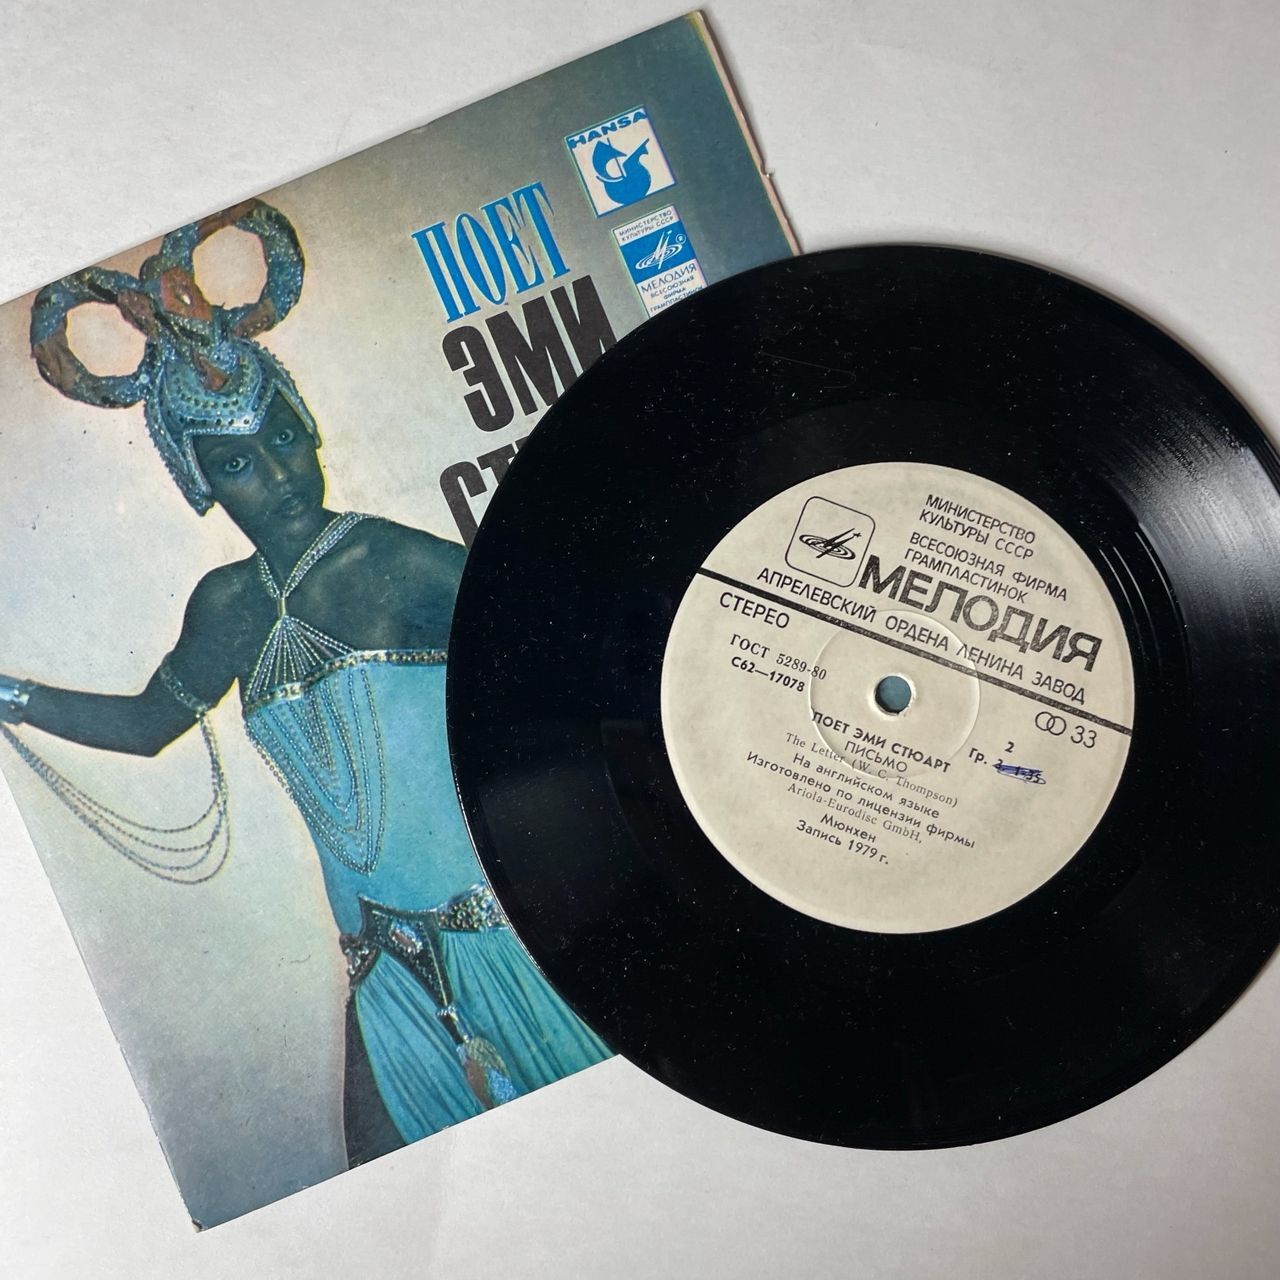 HANSA
МИНИСТЕРСТВО
КУЛЬТУРЫ СССР
МЕЛОДИЯ
ВСЕСОЮЗНАЯ
ФИРМА
ГРАМПЛАСТИНОК
ПОЕТ
ЭМИ
МИНИСТЕРСТВО
КУЛЬТУРЫ СССР
ВСЕСОЮЗНАЯ ФИРМА
ГРАМПЛАСТИНОК
МЕЛОДИЯ
АПРЕЛЕВСКИЙ ОРДЕНА ЛЕНИНА ЗАВОД
СТЕРЕО
33
ГОСТ 5289-80
С62—17078
2
Гр.
ПОЕТ ЭМИ СТЮАРТ
ПИСЬМО
The Letter (W. C. Thompson)
На английском языке
Изготовлено по лицензии фирмы
Ariola-Eurodisc GmbH,
Мюнхен
Запись 1979 г.